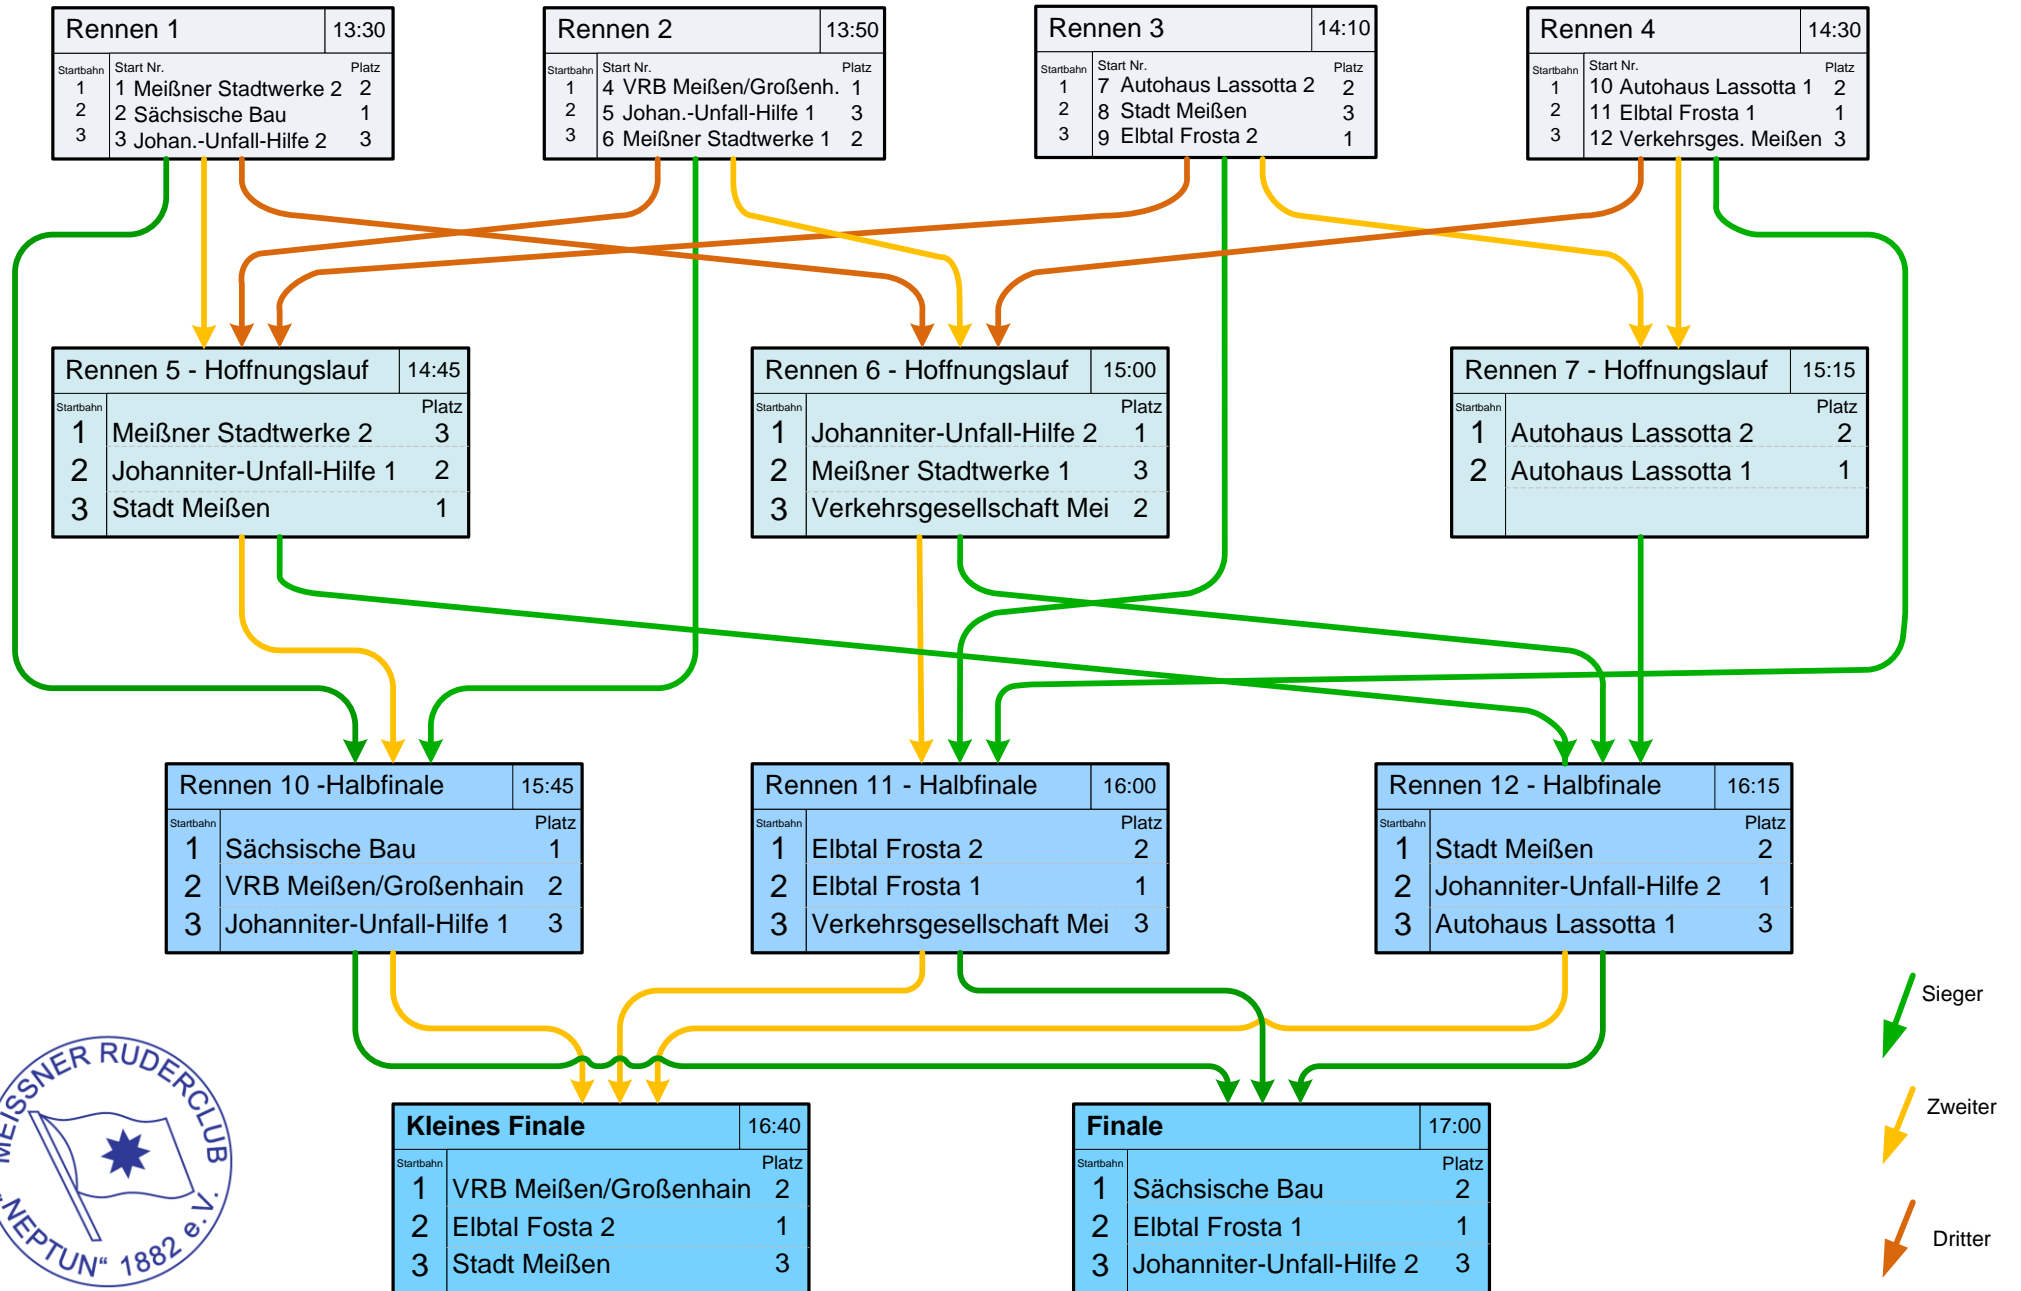 Rennen 1 13:30
Startbahn Start Nr. Platz
1 1 Meißner Stadtwerke 2 2
2 2 Sächsische Bau 1
3 3 Johan.-Unfall-Hilfe 2 3
Rennen 2 13:50
Startbahn Start Nr. Platz
1 4 VRB Meißen/Großenh. 1
2 5 Johan.-Unfall-Hilfe 1 3
3 6 Meißner Stadtwerke 1 2
Rennen 3 14:10
Startbahn Start Nr. Platz
1 7 Autohaus Lassotta 2 2
2 8 Stadt Meißen 3
3 9 Elbtal Frosta 2 1
Rennen 4 14:30
Startbahn Start Nr. Platz
1 10 Autohaus Lassotta 1 2
2 11 Elbtal Frosta 1 1
3 12 Verkehrsges. Meißen 3
Rennen 5 - Hoffnungslauf 14:45
Startbahn Platz
1 Meißner Stadtwerke 2 3
2 Johanniter-Unfall-Hilfe 1 2
3 Stadt Meißen 1
Rennen 6 - Hoffnungslauf 15:00
Startbahn Platz
1 Johanniter-Unfall-Hilfe 2 1
2 Meißner Stadtwerke 1 3
3 Verkehrsgesellschaft Mei 2
Rennen 7 - Hoffnungslauf 15:15
Startbahn Platz
1 Autohaus Lassotta 2 2
2 Autohaus Lassotta 1 1
Rennen 10 -Halbfinale 15:45
Startbahn Platz
1 Sächsische Bau 1
2 VRB Meißen/Großenhain 2
3 Johanniter-Unfall-Hilfe 1 3
Rennen 11 - Halbfinale 16:00
Startbahn Platz
1 Elbtal Frosta 2 2
2 Elbtal Frosta 1 1
3 Verkehrsgesellschaft Mei 3
Rennen 12 - Halbfinale 16:15
Startbahn Platz
1 Stadt Meißen 2
2 Johanniter-Unfall-Hilfe 2 1
3 Autohaus Lassotta 1 3
Kleines Finale 16:40
Startbahn Platz
1 VRB Meißen/Großenhain 2
2 Elbtal Fosta 2 1
3 Stadt Meißen 3
Finale 17:00
Startbahn Platz
1 Sächsische Bau 2
2 Elbtal Frosta 1 1
3 Johanniter-Unfall-Hilfe 2 3
Sieger
Zweiter
Dritter
MEISSNER RUDERCLUB
„NEPTUN“ 1882 e.V.